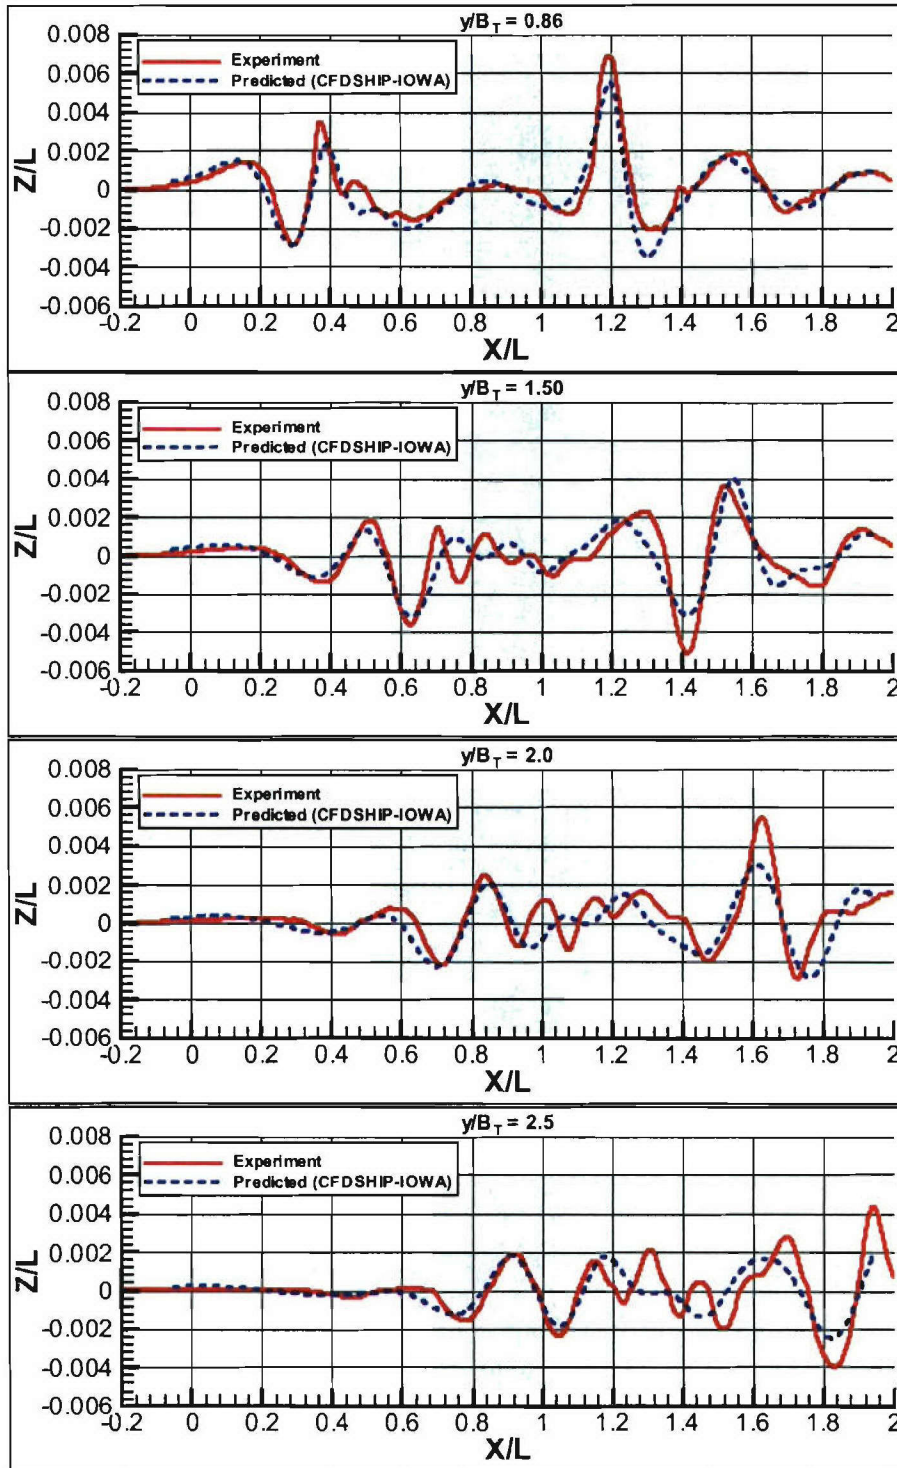 y/B_T = 0.86
0.008
Experiment
0.006
Predicted (CFDSHIP-IOWA)
0.004
0.002
Z/L
0
-0.002
-0.004
-0.006
-0.2 0 0.2 0.4 0.6 0.8 1 1.2 1.4 1.6 1.8 2
X/L
y/B_T = 1.50
0.008
Experiment
0.006
Predicted (CFDSHIP-IOWA)
0.004
0.002
Z/L
0
-0.002
-0.004
-0.006
-0.2 0 0.2 0.4 0.6 0.8 1 1.2 1.4 1.6 1.8 2
X/L
y/B_T = 2.0
0.008
Experiment
0.006
Predicted (CFDSHIP-IOWA)
0.004
0.002
Z/L
0
-0.002
-0.004
-0.006
-0.2 0 0.2 0.4 0.6 0.8 1 1.2 1.4 1.6 1.8 2
X/L
y/B_T = 2.5
0.008
Experiment
0.006
Predicted (CFDSHIP-IOWA)
0.004
0.002
Z/L
0
-0.002
-0.004
-0.006
-0.2 0 0.2 0.4 0.6 0.8 1 1.2 1.4 1.6 1.8 2
X/L